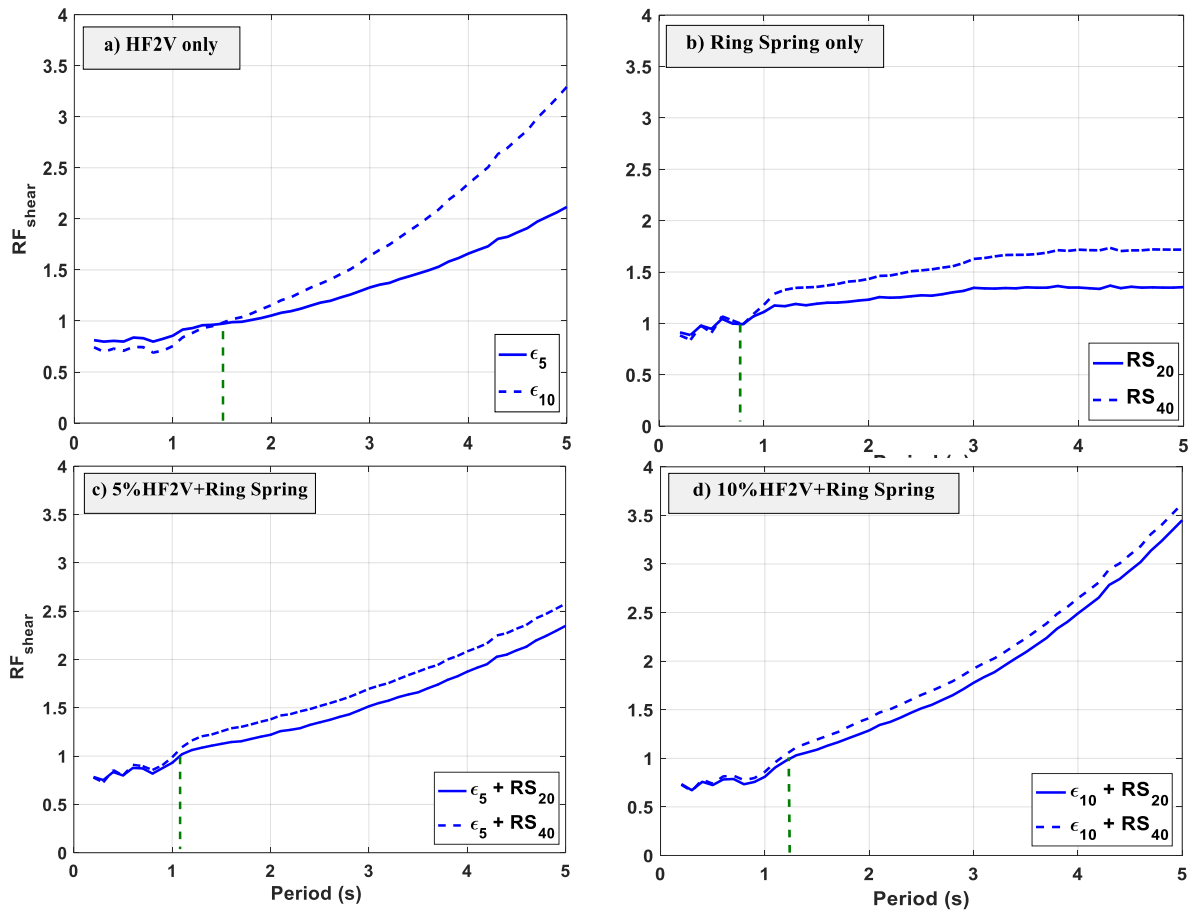 a) HF2V only
4
3.5
3
2.5
2
1.5
1
0.5
0
RF shear
0 1 2 3 4 5
ϵ5
ϵ10
b) Ring Spring only
4
3.5
3
2.5
2
1.5
1
0.5
0
0 1 2 3 4 5
Period (s)
RS20
RS40
c) 5%HF2V+Ring Spring
4
3.5
3
2.5
2
1.5
1
0.5
0
RF shear
0 1 2 3 4 5
Period (s)
ϵ5 + RS20
ϵ5 + RS40
d) 10%HF2V+Ring Spring
4
3.5
3
2.5
2
1.5
1
0.5
0
0 1 2 3 4 5
Period (s)
ϵ10 + RS20
ϵ10 + RS40